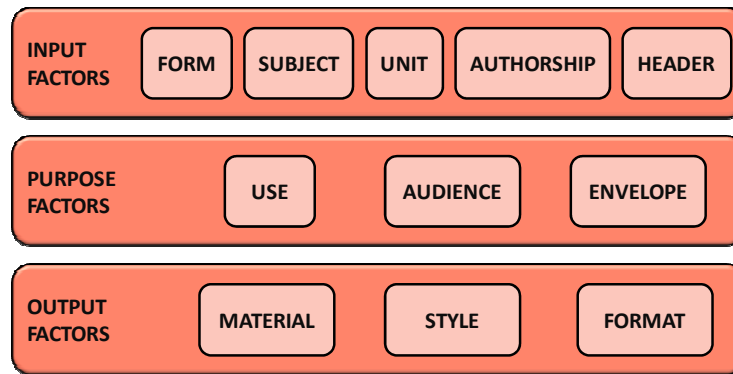 INPUT
FACTORS
FORM
SUBJECT
UNIT
AUTHORSHIP
HEADER
PURPOSE
FACTORS
USE
AUDIENCE
ENVELOPE
OUTPUT
FACTORS
MATERIAL
STYLE
FORMAT